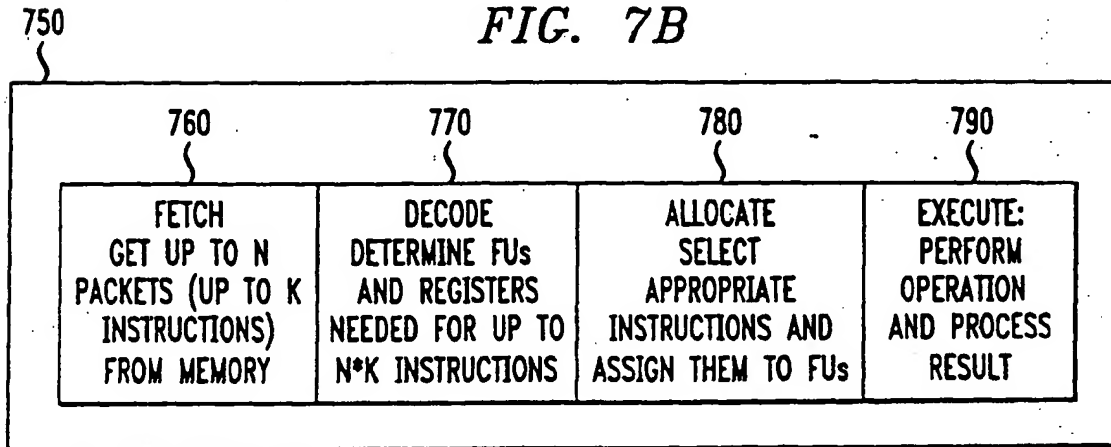 FIG. 7B
750
760
770
780
790
FETCH
GET UP TO N
PACKETS (UP TO K
INSTRUCTIONS)
FROM MEMORY
DECODE
DETERMINE FUs
AND REGISTERS
NEEDED FOR UP TO
N*K INSTRUCTIONS
ALLOCATE
SELECT
APPROPRIATE
INSTRUCTIONS AND
ASSIGN THEM TO FUs
EXECUTE:
PERFORM
OPERATION
AND PROCESS
RESULT